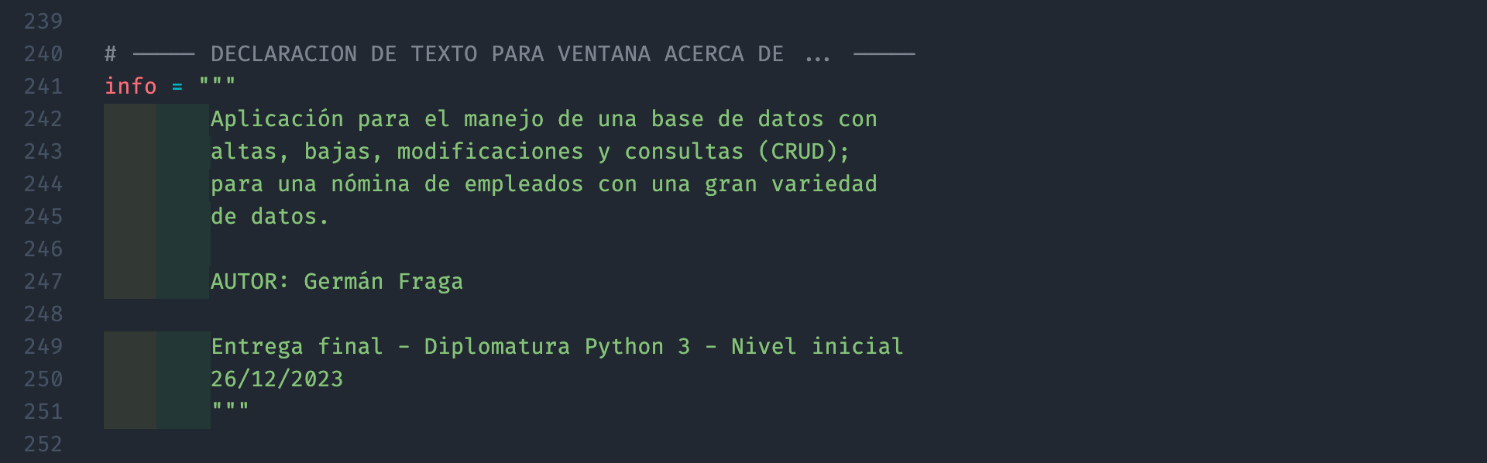 239
240 # ----- DECLARACION DE TEXTO PARA VENTANA ACERCA DE ... -----
241 info = """
242 Aplicación para el manejo de una base de datos con
243 altas, bajas, modificaciones y consultas (CRUD);
244 para una nómina de empleados con una gran variedad
245 de datos.
246
247 AUTOR: Germán Fraga
248
249 Entrega final - Diplomatura Python 3 - Nivel inicial
250 26/12/2023
251 """
252